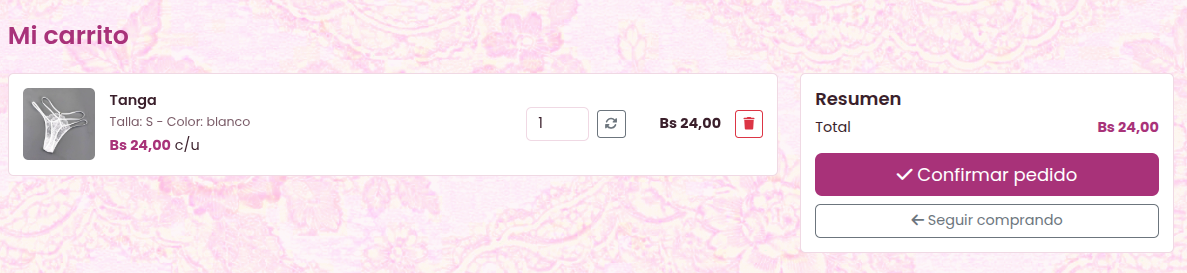 Mi carrito
Tanga
Talla: S - Color: blanco
Bs 24,00 c/u
1
Bs 24,00
Resumen
Total Bs 24,00
Confirmar pedido
Seguir comprando